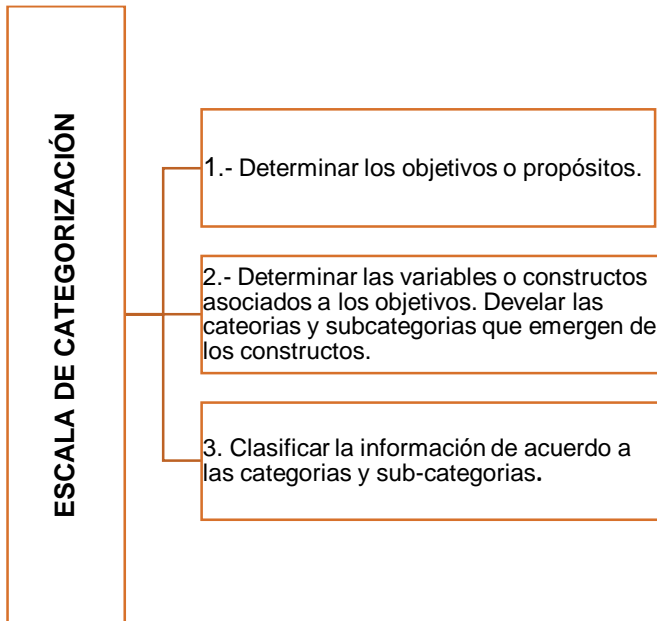 ESCALA DE CATEGORIZACIÓN
1.- Determinar los objetivos o propósitos.
2.- Determinar las variables o constructos
asociados a los objetivos. Develar las
cateorias y subcategorias que emergen de
los constructos.
3. Clasificar la información de acuerdo a
las categorias y sub-categorias.